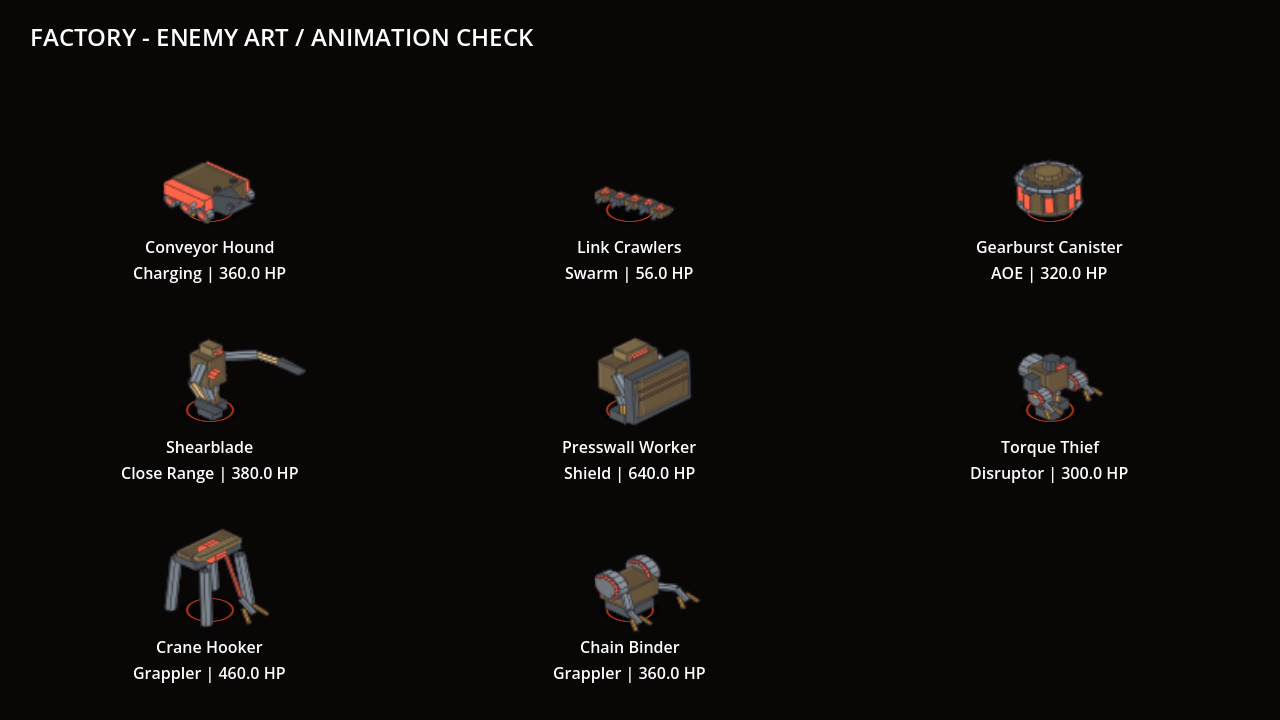 FACTORY - ENEMY ART / ANIMATION CHECK
Conveyor Hound
Charging | 360.0 HP
Link Crawlers
Swarm | 56.0 HP
Gearburst Canister
AOE | 320.0 HP
Shearblade
Close Range | 380.0 HP
Presswall Worker
Shield | 640.0 HP
Torque Thief
Disruptor | 300.0 HP
Crane Hooker
Grappler | 460.0 HP
Chain Binder
Grappler | 360.0 HP